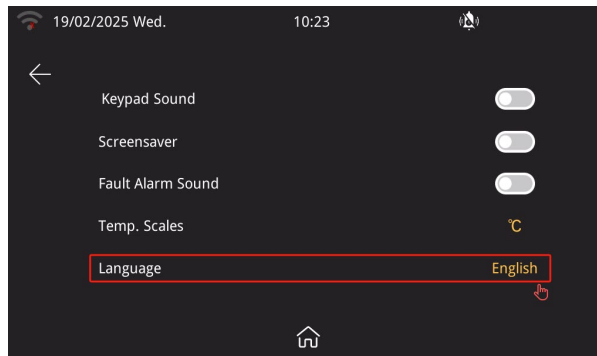 19/02/2025 Wed. 10:23
Keypad Sound
Screensaver
Fault Alarm Sound
Temp. Scales ℃
Language English